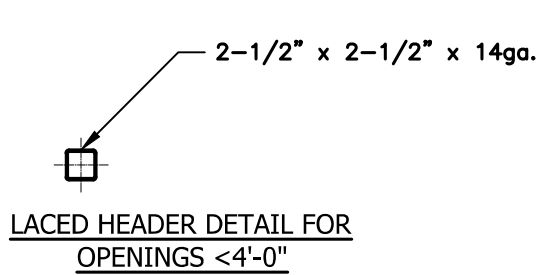 2-1/2" x 2-1/2" x 14ga.
LACED HEADER DETAIL FOR
OPENINGS <4'-0"